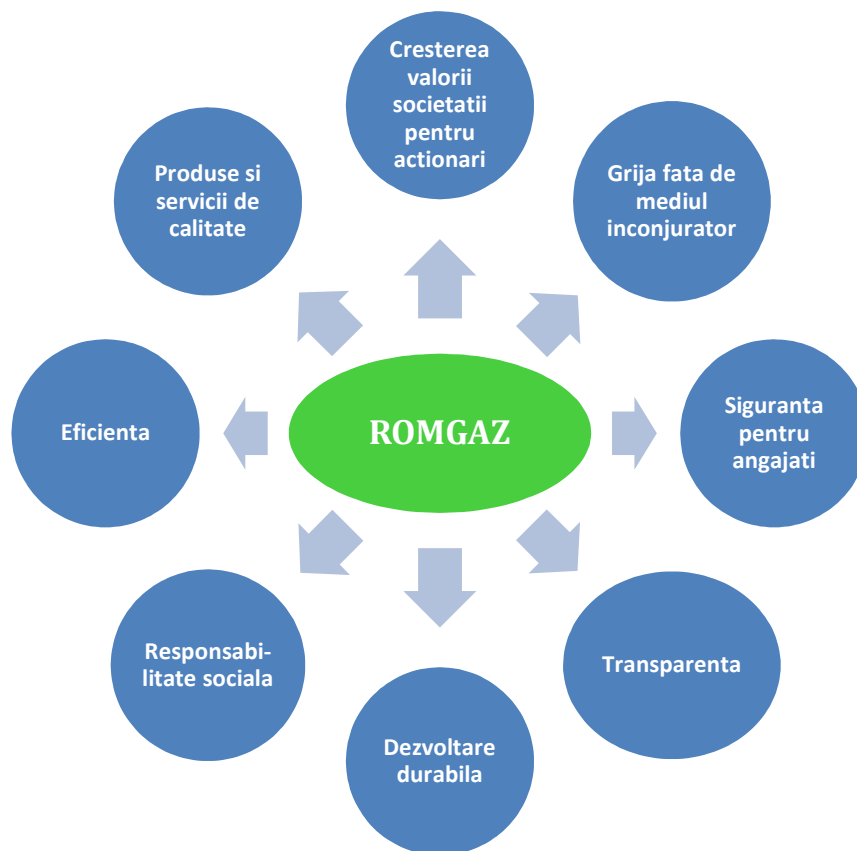 Cresterea
valorii
societatii
pentru
actionari
Grija fata de
mediul
inconjurator
Siguranta
pentru
angajati
Transparenta
Dezvoltare
durabila
Responsabi-
litate sociala
Eficienta
Produse si
servicii de
calitate
ROMGAZ